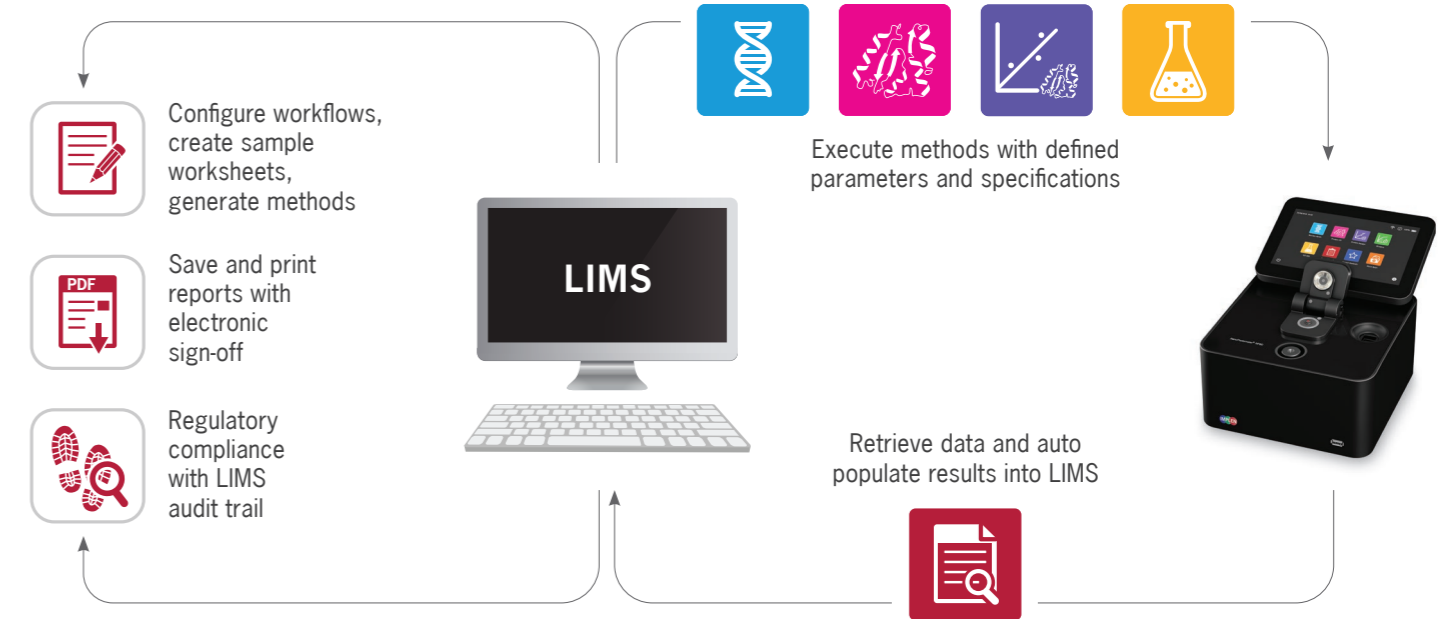 Configure workflows,
create sample
worksheets,
generate methods
PDF
Save and print
reports with
electronic
sign-off
Regulatory
compliance
with LIMS
audit trail
LIMS
Execute methods with defined
parameters and specifications
Retrieve data and auto
populate results into LIMS